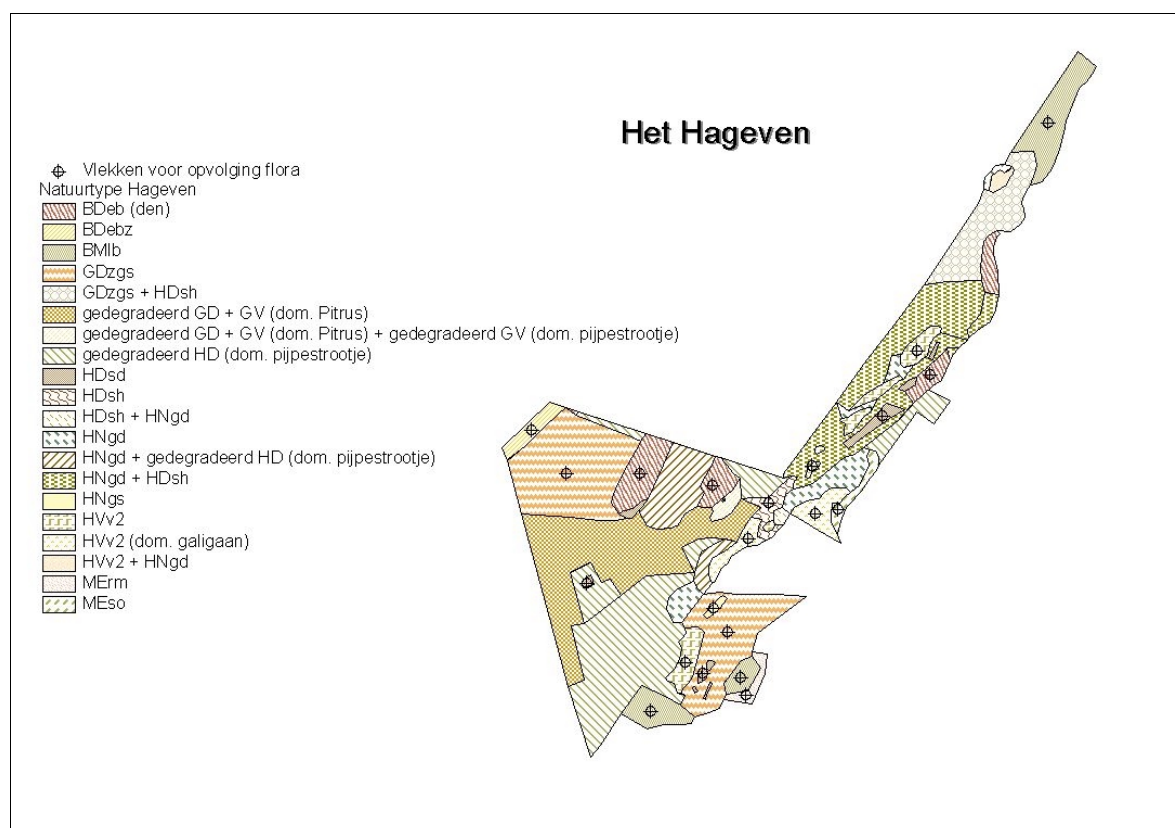 Het Hageven
Vlekken voor opvolging flora
Natuurtype Hageven
BDeb (den)
BDebz
BMlb
GDzgs
GDzgs + HDsh
gedegradeerd GD + GV (dom. Pitrus)
gedegradeerd GD + GV (dom. Pitrus) + gedegradeerd GV (dom. pijpestrootje)
gedegradeerd HD (dom. pijpestrootje)
HDsd
HDsh
HDsh + HNgd
HNgd
HNgd + gedegradeerd HD (dom. pijpestrootje)
HNgd + HDsh
HNgs
HVv2
HVv2 (dom. galigaan)
HVv2 + HNgd
MErm
MEso